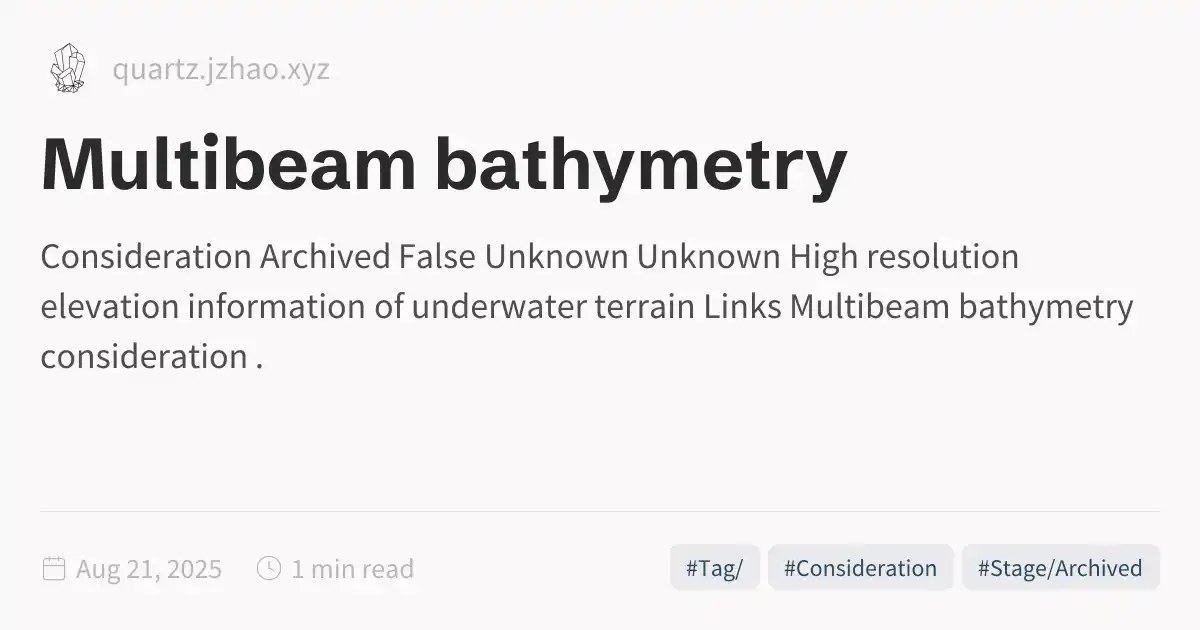 quartz.jzhao.xyz
Multibeam bathymetry
Consideration Archived False Unknown Unknown High resolution
elevation information of underwater terrain Links Multibeam bathymetry
consideration .
Aug 21, 2025 1 min read #Tag/ #Consideration #Stage/Archived